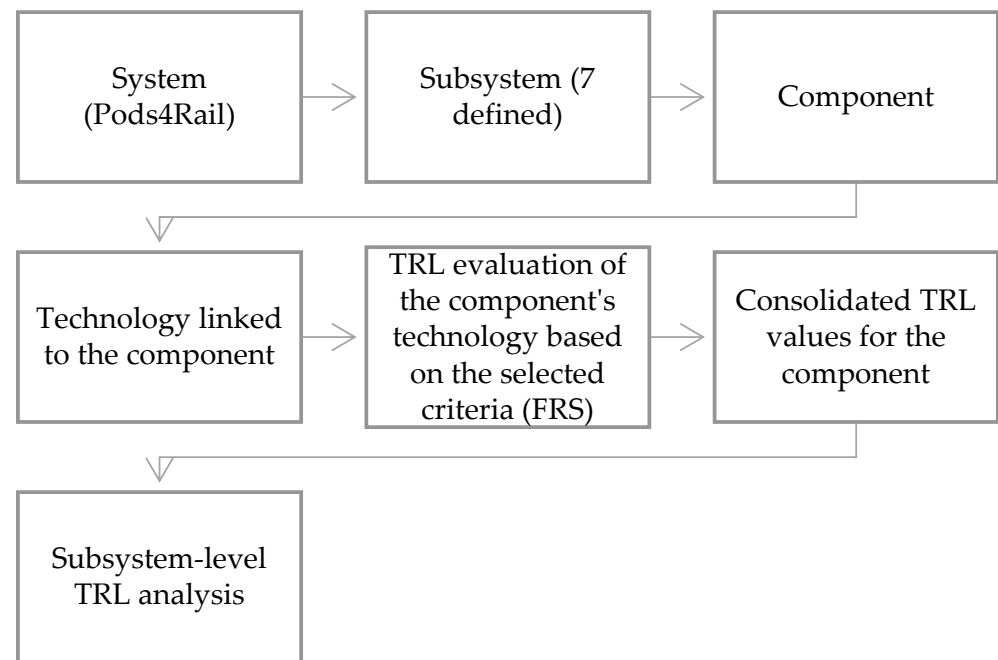 System
(Pods4Rail)
Subsystem (7
defined)
Component
Technology linked
to the component
TRL evaluation of
the component's
technology based
on the selected
criteria (FRS)
Consolidated TRL
values for the
component
Subsystem-level
TRL analysis